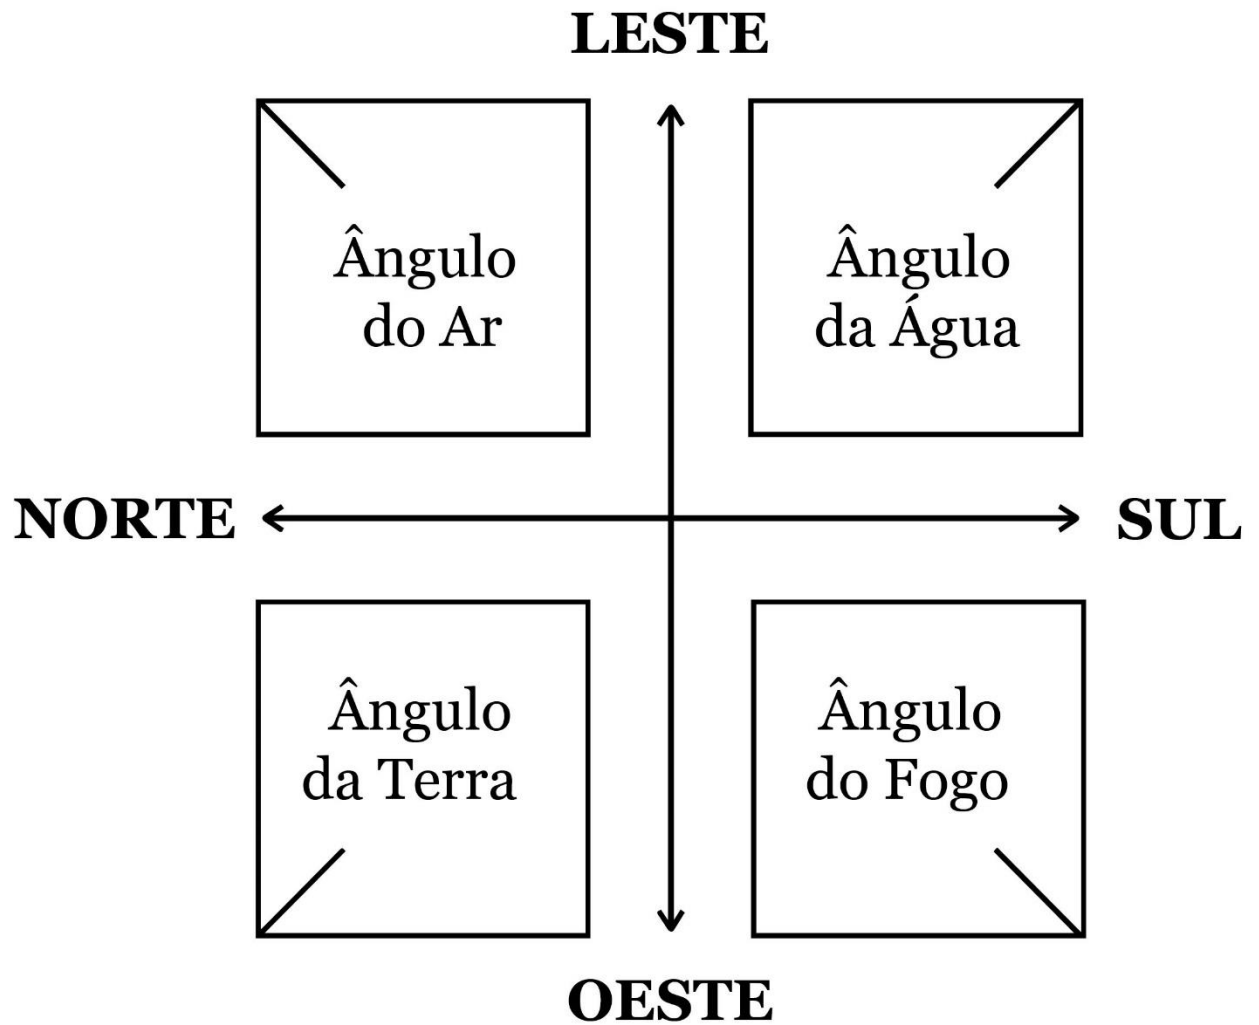 LESTE
Ângulo
do Ar
Ângulo
da Água
NORTE
SUL
Ângulo
da Terra
Ângulo
do Fogo
OESTE